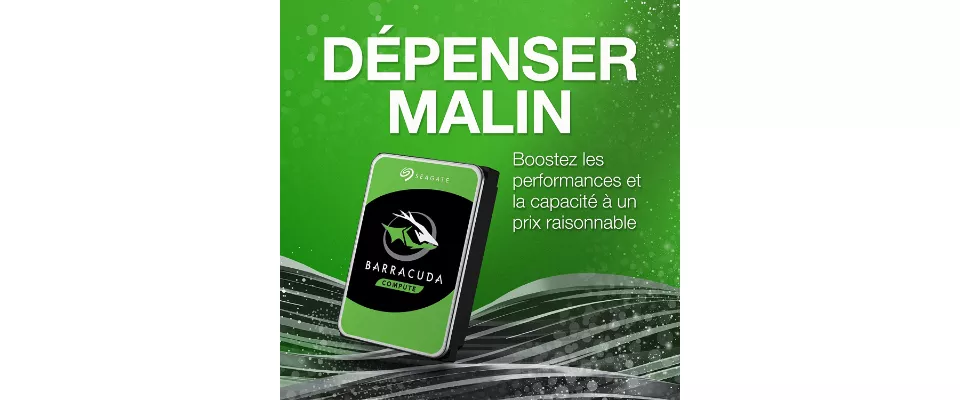 DÉPENSER
MALIN
Boostez les
performances et
la capacité à un
prix raisonnable
SEAGATE
BARRACUDA
COMPUTE